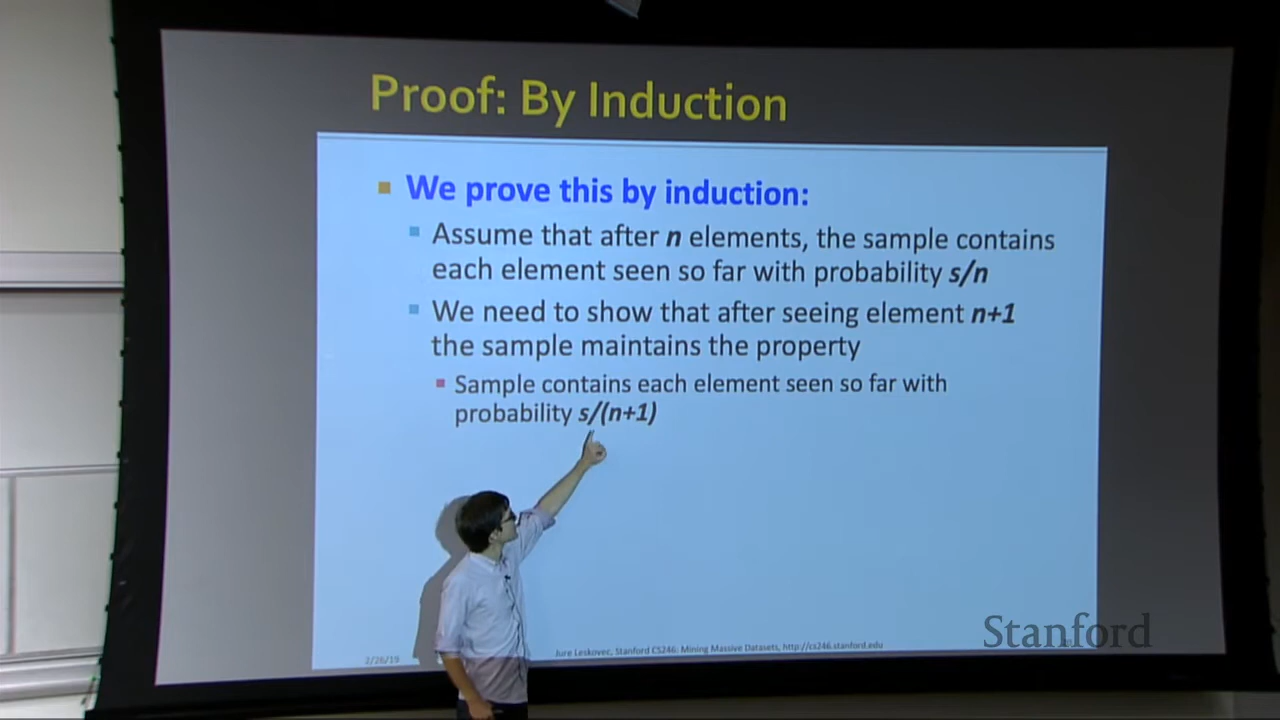 Proof: By Induction
We prove this by induction:
Assume that after n elements, the sample contains
each element seen so far with probability s/n
We need to show that after seeing element n+1
the sample maintains the property
Sample contains each element seen so far with
probability s/(n+1)
Stanford
2/26/19
Jure Leskovec, Stanford CS246: Mining Massive Datasets, http://cs246.stanford.edu